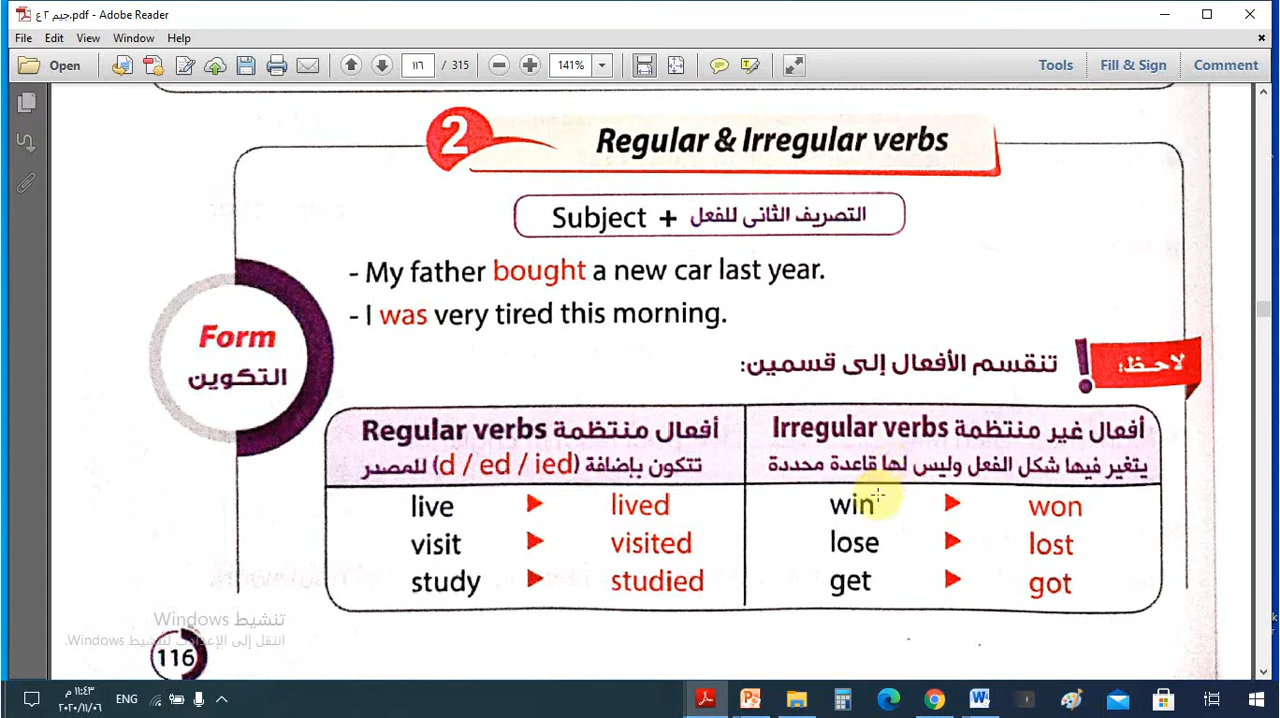 جيم ٢ ع.pdf - Adobe Reader
File Edit View Window Help
Open ١١٦ / 315 141% Tools Fill & Sign Comment
2 Regular & Irregular verbs
Subject + التصريف الثانى للفعل
- My father bought a new car last year.
- I was very tired this morning.
Form
التكوين
لاحظ: تنقسم الأفعال إلى قسمين:
Regular verbs أفعال منتظمة
تتكون بإضافة (d / ed / ied) للمصدر
live lived
visit visited
study studied
Irregular verbs أفعال غير منتظمة
يتغير فيها شكل الفعل وليس لها قاعدة محددة
win won
lose lost
get got
تنشيط Windows
انتقل إلى الإعدادات لتنشيط Windows.
116
١١:٤٣ م
٢٠٢٠/١١/٠٦
ENG